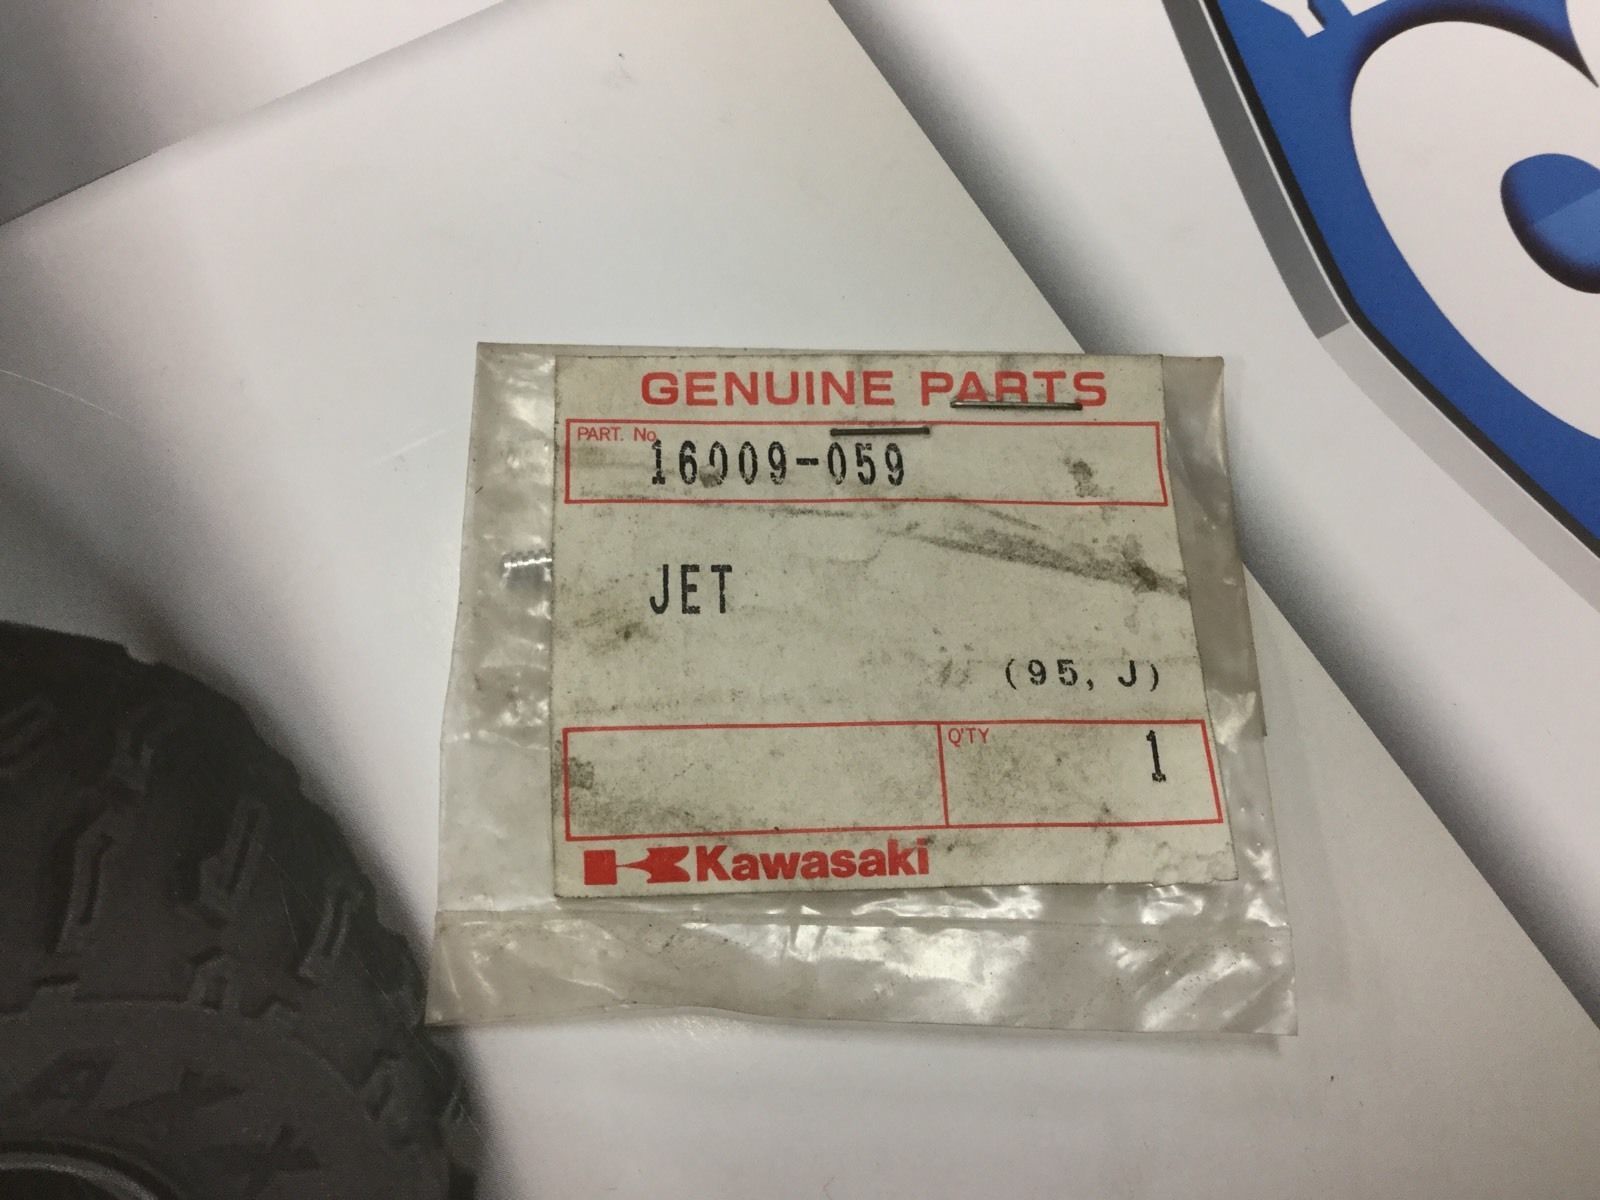 GENUINE PARTS
PART. No.
16009-059
JET
(95, J)
Q'TY
1
Kawasaki